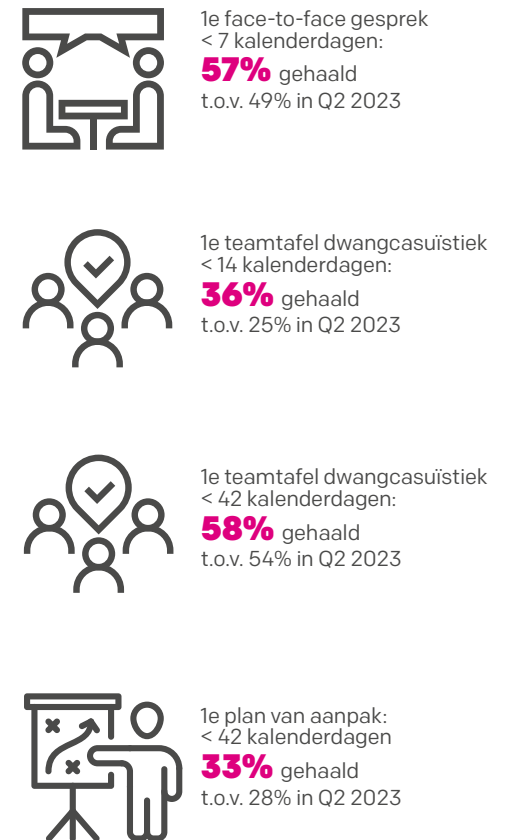 1e face-to-face gesprek
< 7 kalenderdagen:
57% gehaald
t.o.v. 49% in Q2 2023
1e teamtafel dwangcasuïstiek
< 14 kalenderdagen:
36% gehaald
t.o.v. 25% in Q2 2023
1e teamtafel dwangcasuïstiek
< 42 kalenderdagen:
58% gehaald
t.o.v. 54% in Q2 2023
1e plan van aanpak:
< 42 kalenderdagen
33% gehaald
t.o.v. 28% in Q2 2023